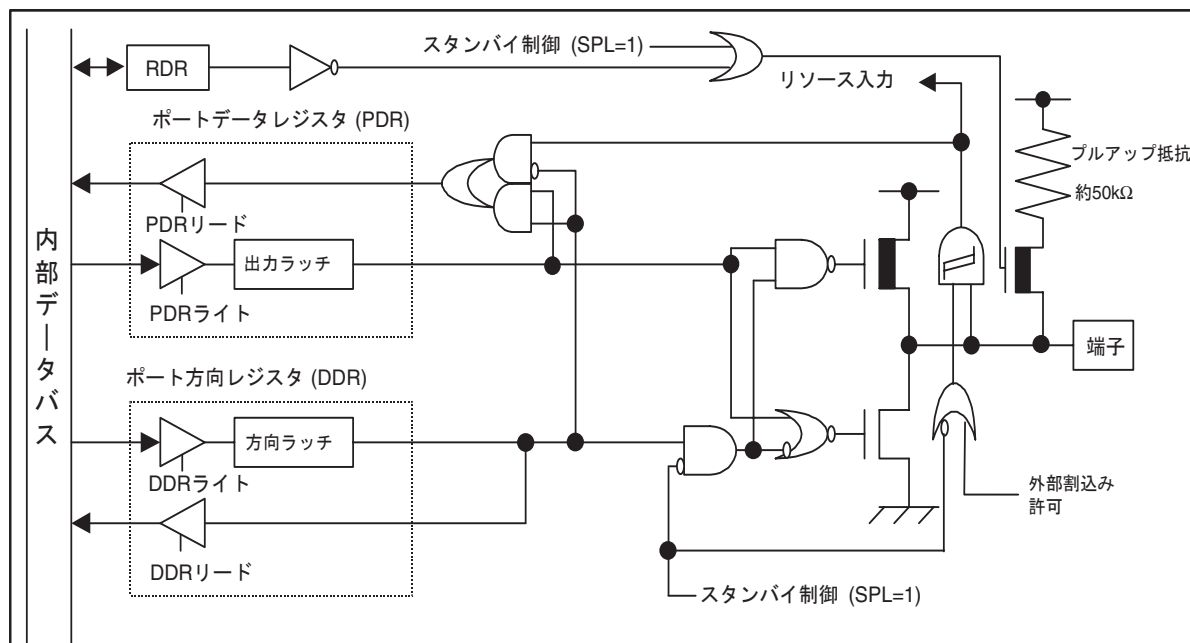 スタンバイ制御 (SPL=1)
RDR
リソース入力
ポートデータレジスタ (PDR)
プルアップ抵抗
約50kΩ
PDRリード
内部データバス
出力ラッチ
PDRライト
端子
ポート方向レジスタ (DDR)
方向ラッチ
DDRライト
外部割込み
許可
DDRリード
スタンバイ制御 (SPL=1)